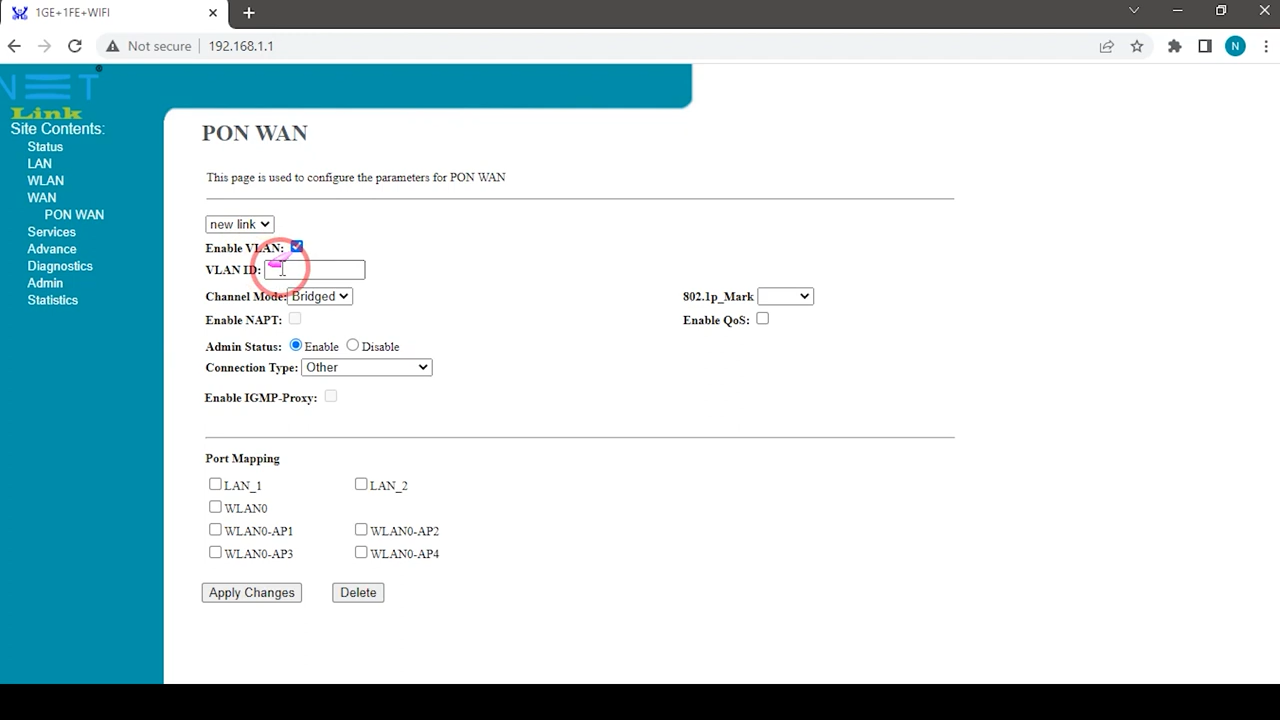 1GE+1FE+WIFI
Not secure
192.168.1.1
N
NET
Link
Site Contents:
Status
LAN
WLAN
WAN
PON WAN
Services
Advance
Diagnostics
Admin
Statistics
PON WAN
This page is used to configure the parameters for PON WAN
new link
Enable VLAN:
VLAN ID:
Channel Mode: Bridged
802.1p_Mark
Enable NAPT:
Enable QoS:
Admin Status: Enable Disable
Connection Type: Other
Enable IGMP-Proxy:
Port Mapping
LAN_1 LAN_2
WLAN0
WLAN0-AP1 WLAN0-AP2
WLAN0-AP3 WLAN0-AP4
Apply Changes Delete